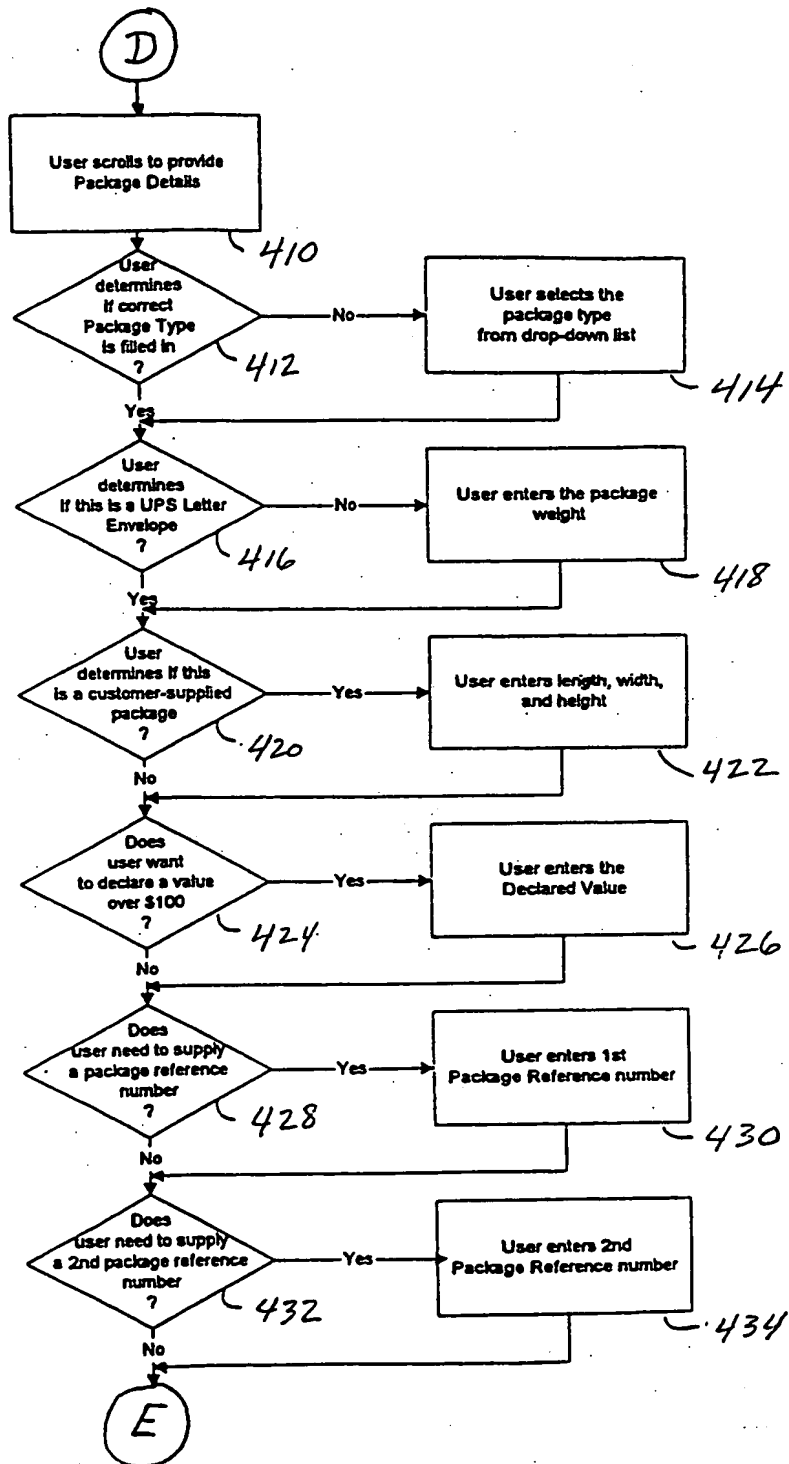 D
User scrolls to provide
Package Details
410
User
determines
if correct
Package Type
is filled in
?
412
No
User selects the
package type
from drop-down list
414
Yes
User
determines
if this is a UPS Letter
Envelope
?
416
No
User enters the package
weight
418
Yes
User
determines if this
is a customer-supplied
package
?
420
Yes
User enters length, width,
and height
422
No
Does
user want
to declare a value
over $100
?
424
Yes
User enters the
Declared Value
426
No
Does
user need to supply
a package reference
number
?
428
Yes
User enters 1st
Package Reference number
430
No
Does
user need to supply
a 2nd package reference
number
?
432
Yes
User enters 2nd
Package Reference number
434
No
E